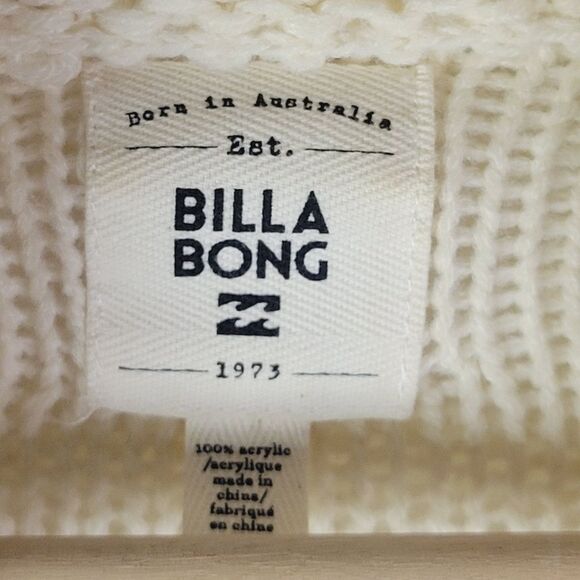 Born in Australia
Est.
BILLA
BONG
1973
100% acrylic
/acrylique
made in
china/
fabriqué
en chine